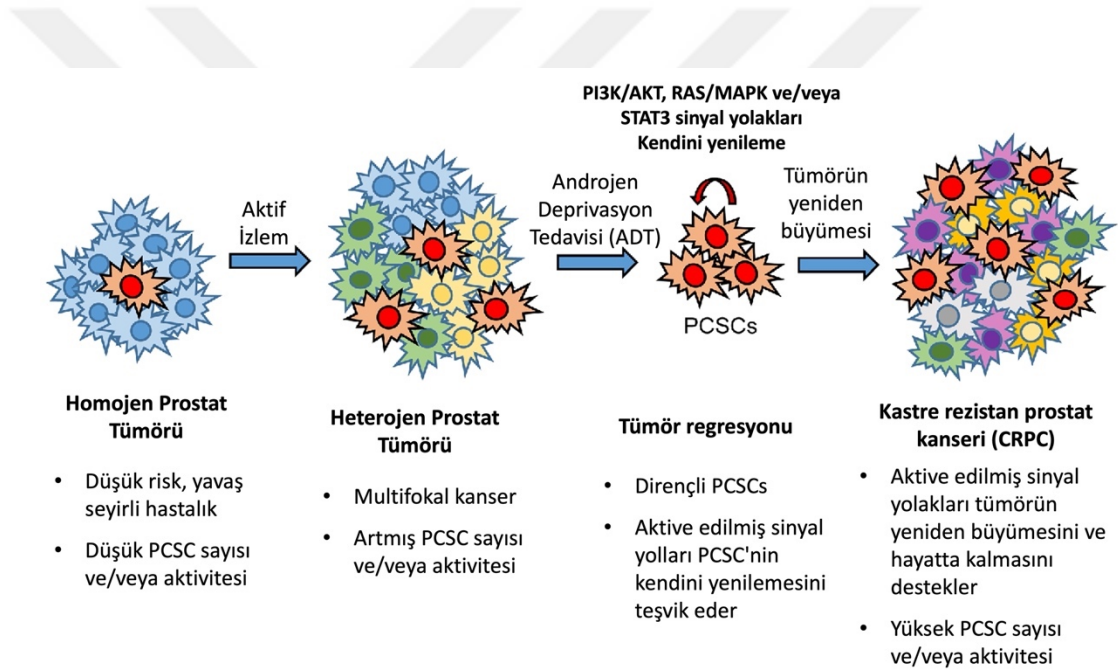 PI3K/AKT, RAS/MAPK ve/veya
STAT3 sinyal yolakları
Kendini yenileme
Aktif
İzlem
Androjen
Deprivasyon
Tedavisi (ADT)
Tümörün
yeniden
büyümesi
PCSCs
Homojen Prostat
Tümörü
• Düşük risk, yavaş
seyirli hastalık
• Düşük PCSC sayısı
ve/veya aktivitesi
Heterojen Prostat
Tümörü
• Multifokal kanser
• Artmış PCSC sayısı
ve/veya aktivitesi
Tümör regresyonu
• Dirençli PCSCs
• Aktive edilmiş sinyal
yolları PCSC'nin
kendini yenilemesini
teşvik eder
Kastre rezistan prostat
kanseri (CRPC)
• Aktive edilmiş sinyal
yolakları tümörün
yeniden büyümesini ve
hayatta kalmasını
destekler
• Yüksek PCSC sayısı
ve/veya aktivitesi